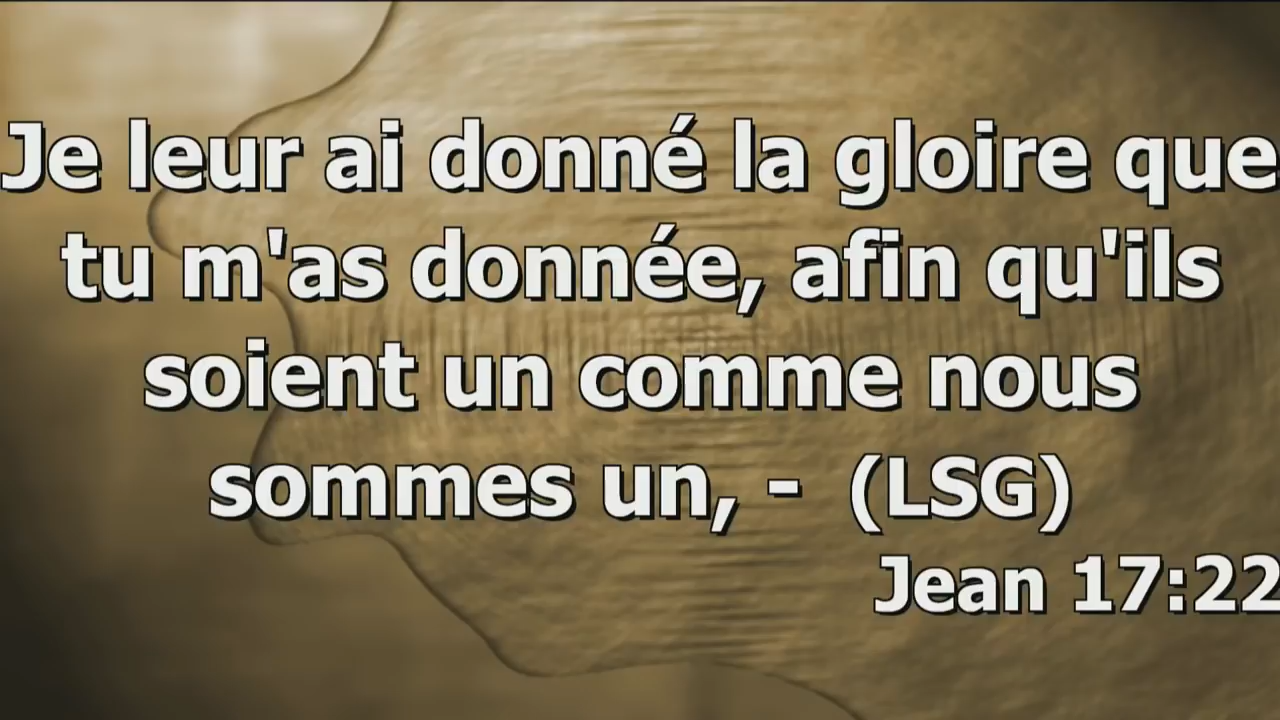 Je leur ai donné la gloire que
tu m'as donnée, afin qu'ils
soient un comme nous
sommes un, -  (LSG)
Jean 17:22